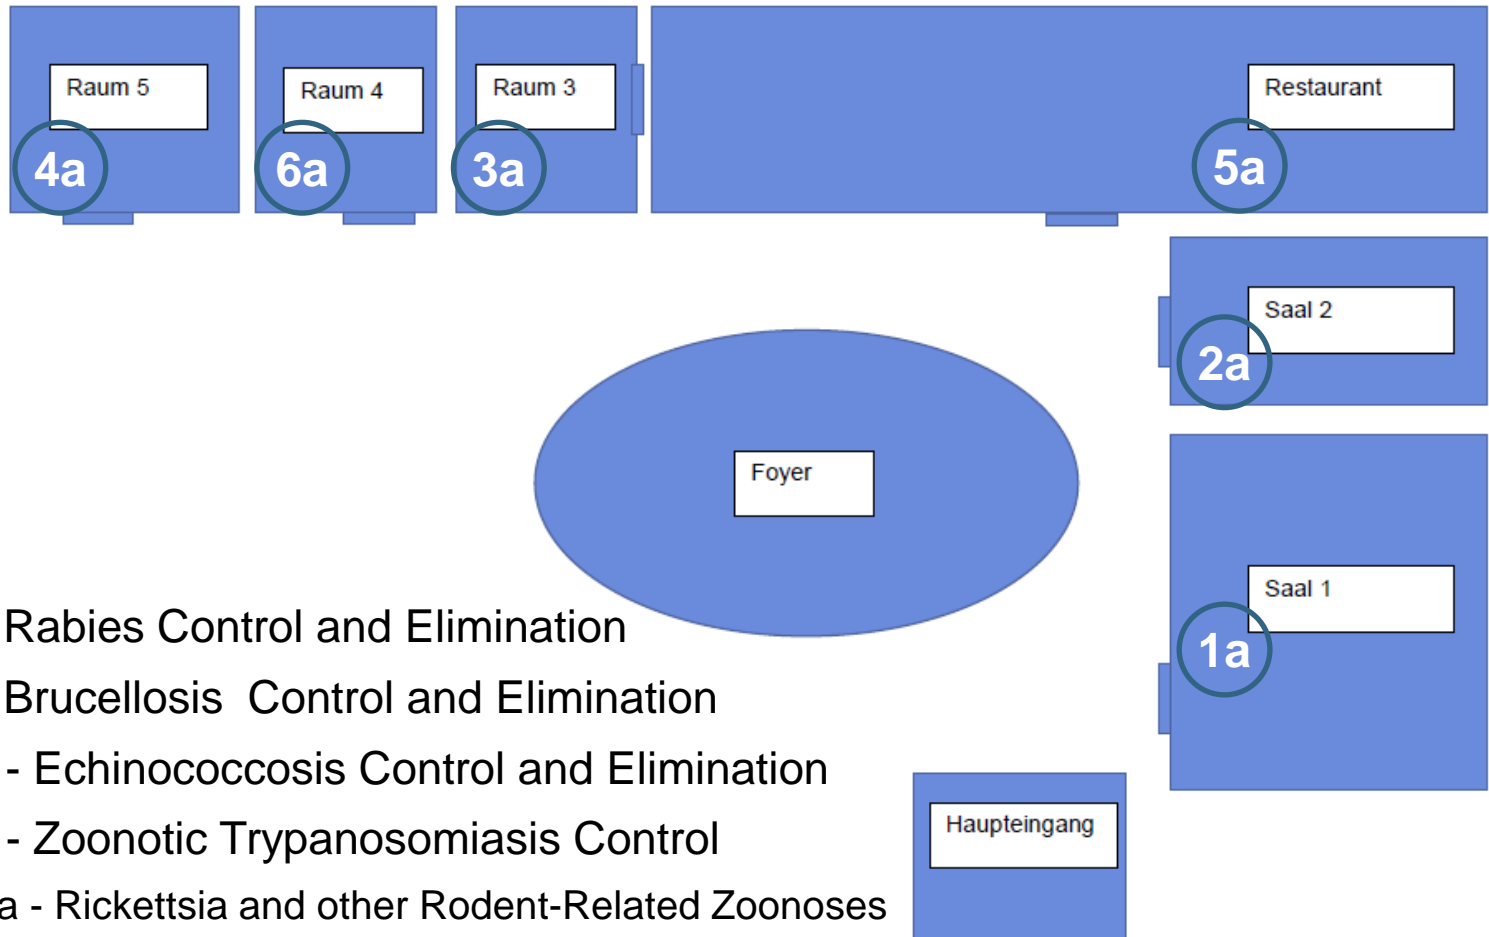 Raum 5
Raum 4
Raum 3
Restaurant
4a
6a
3a
5a
Saal 2
2a
Foyer
Saal 1
1a
Rabies Control and Elimination
Brucellosis Control and Elimination
- Echinococcosis Control and Elimination
- Zoonotic Trypanosomiasis Control
Haupteingang
a - Rickettsia and other Rodent-Related Zoonoses